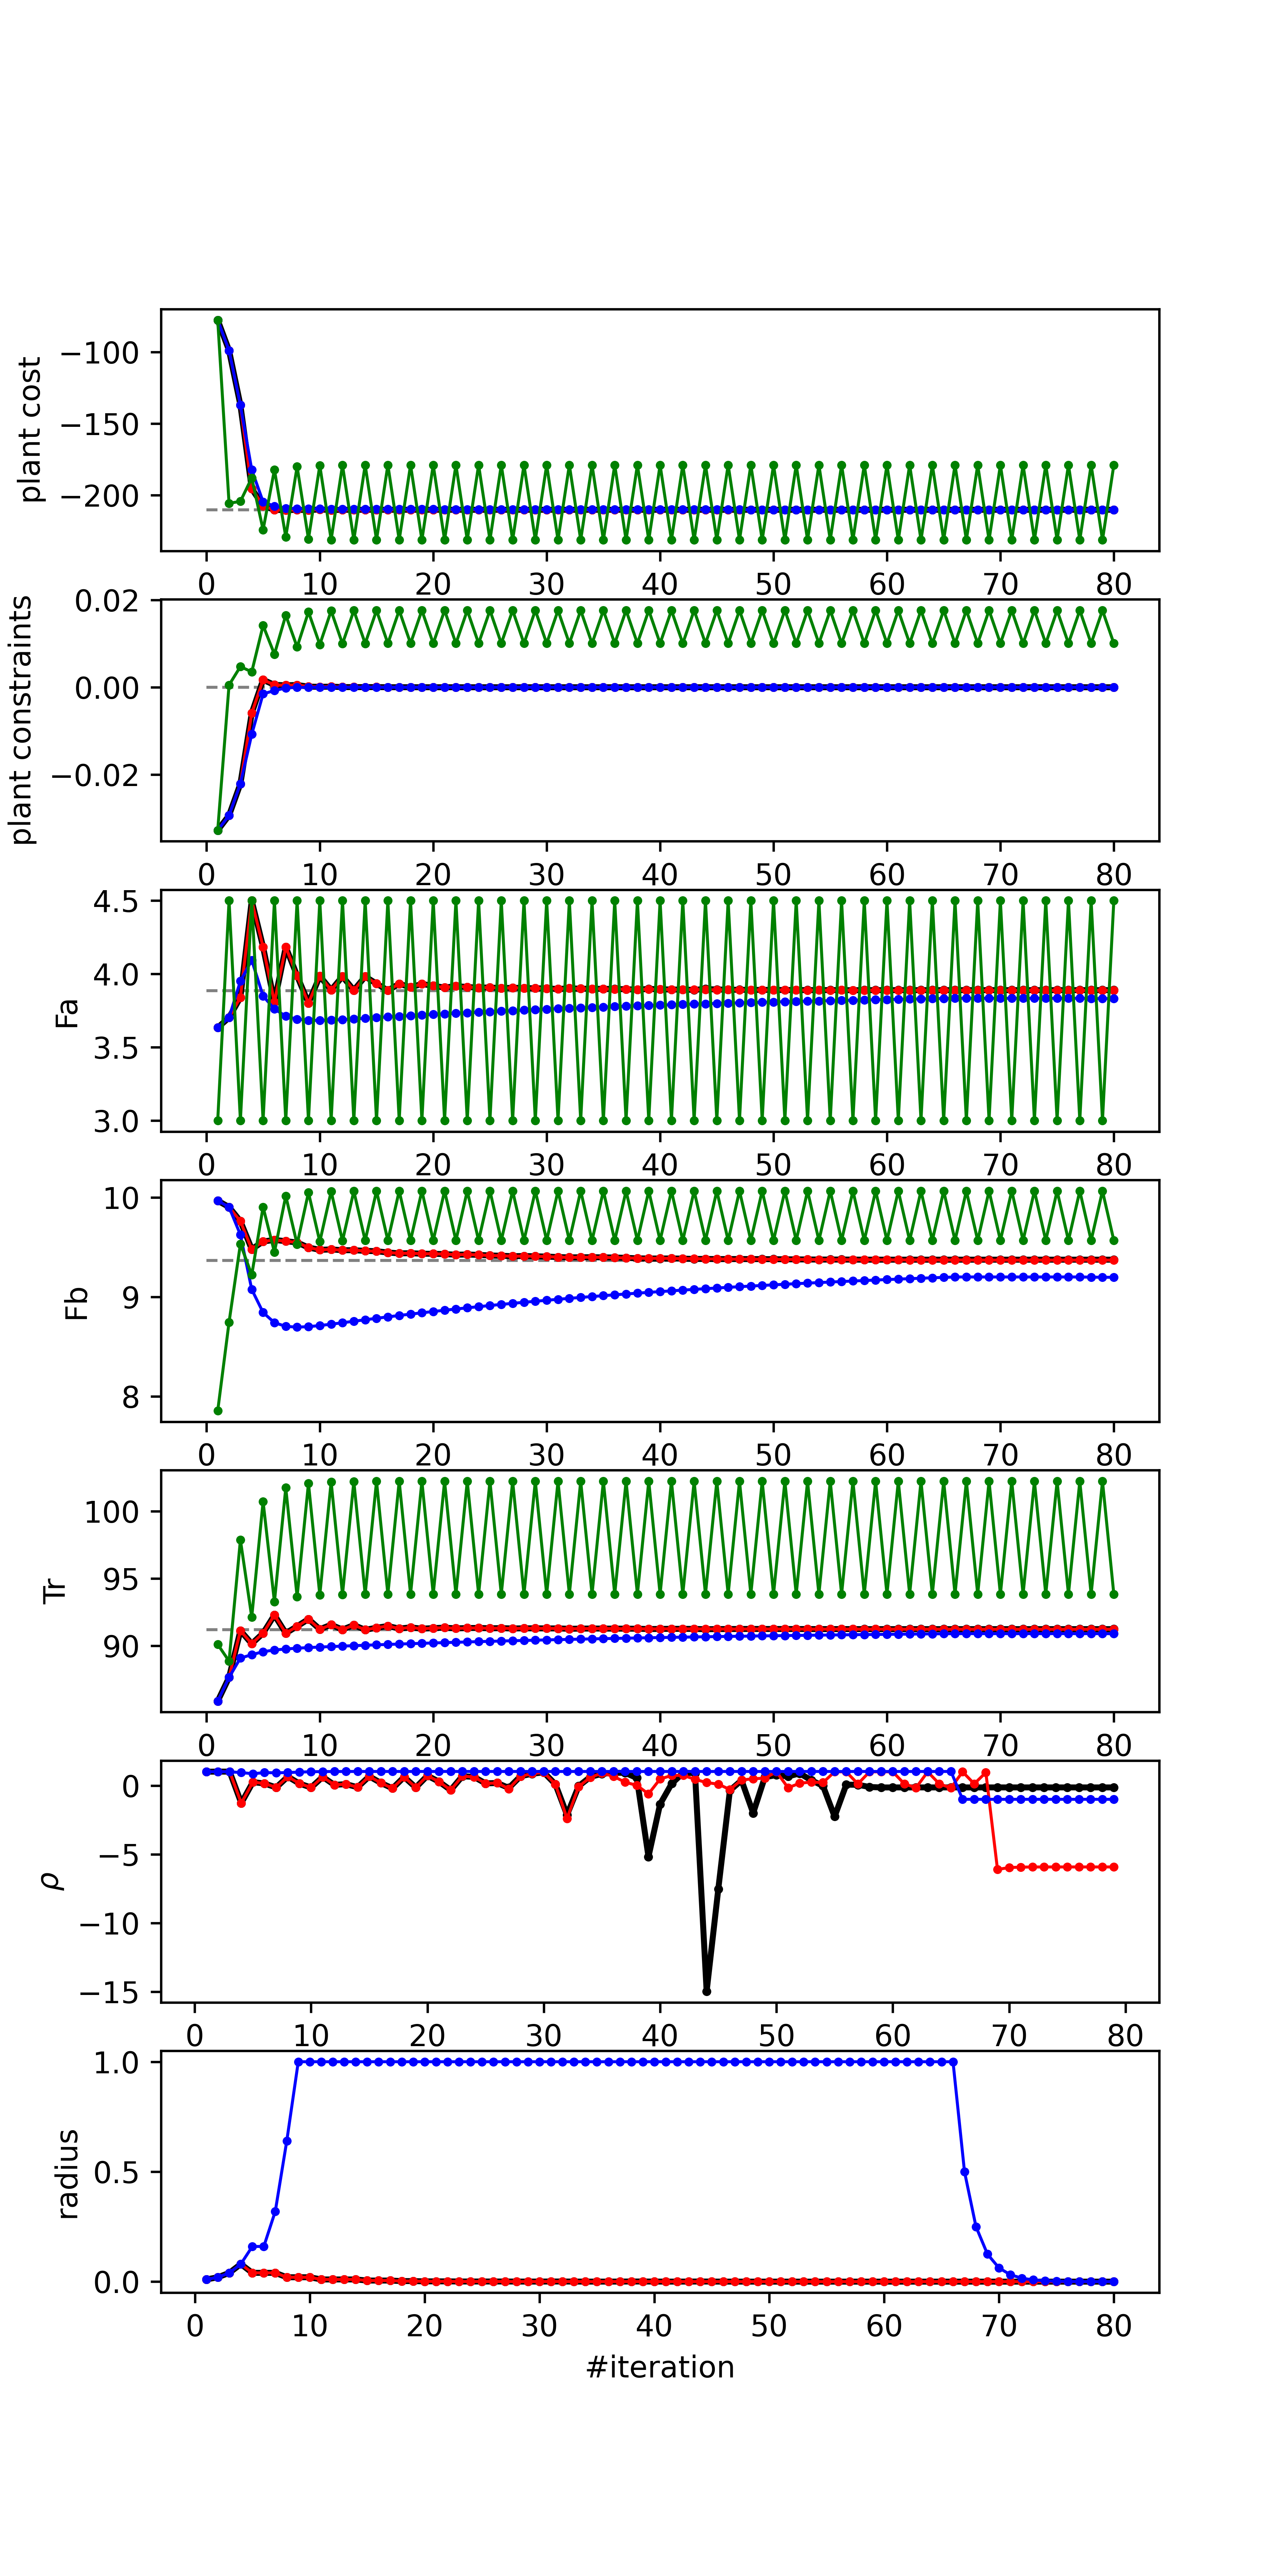 plant cost
−100
−150
−200
0 10 20 30 40 50 60 70 80
plant constraints
0.02
0.00
−0.02
0 10 20 30 40 50 60 70 80
Fa
4.5
4.0
3.5
3.0
0 10 20 30 40 50 60 70 80
Fb
10
9
8
0 10 20 30 40 50 60 70 80
Tr
100
95
90
0 10 20 30 40 50 60 70 80
ρ
0
−5
−10
−15
0 10 20 30 40 50 60 70 80
radius
1.0
0.5
0.0
0 10 20 30 40 50 60 70 80
#iteration